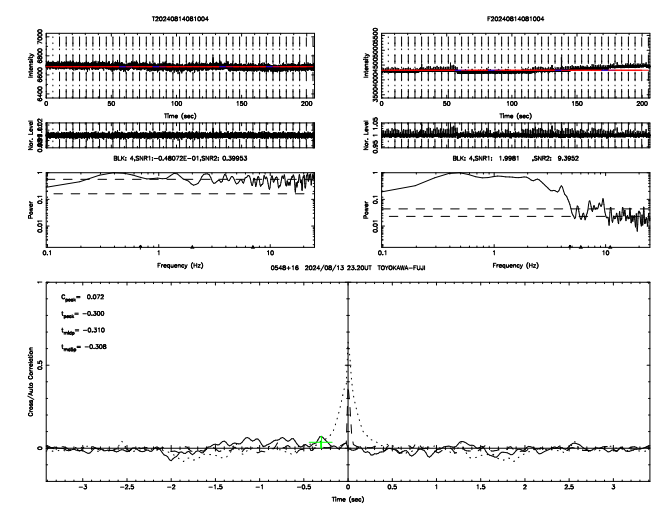 T20240814081004
F20240814081004
Intensity
6400 6600 6800 7000
0 50 100 150 200
Time (sec)
Intensity
0 50 100 150 200
Time (sec)
Nor. Level
Nor. Level
0.95 1 1.05
BLK: 4,SNR1:-0.48072E-01,SNR2: 0.39953
BLK: 4,SNR1: 1.9981 ,SNR2: 9.3952
Power
0.01 0.1 1
0.1 1 10
Frequency (Hz)
Power
0.01 0.1 1
0.1 1 10
Frequency (Hz)
0548+16 2024/08/13 23.20UT TOYOKAWA-FUJI
Cpeak= 0.072
tpeak= -0.300
tmidp= -0.310
-0.308
Cross/Auto Correlation
0 0.5 1
-3 -2.5 -2 -1.5 -1 -0.5 0 0.5 1 1.5 2 2.5 3
Time (sec)